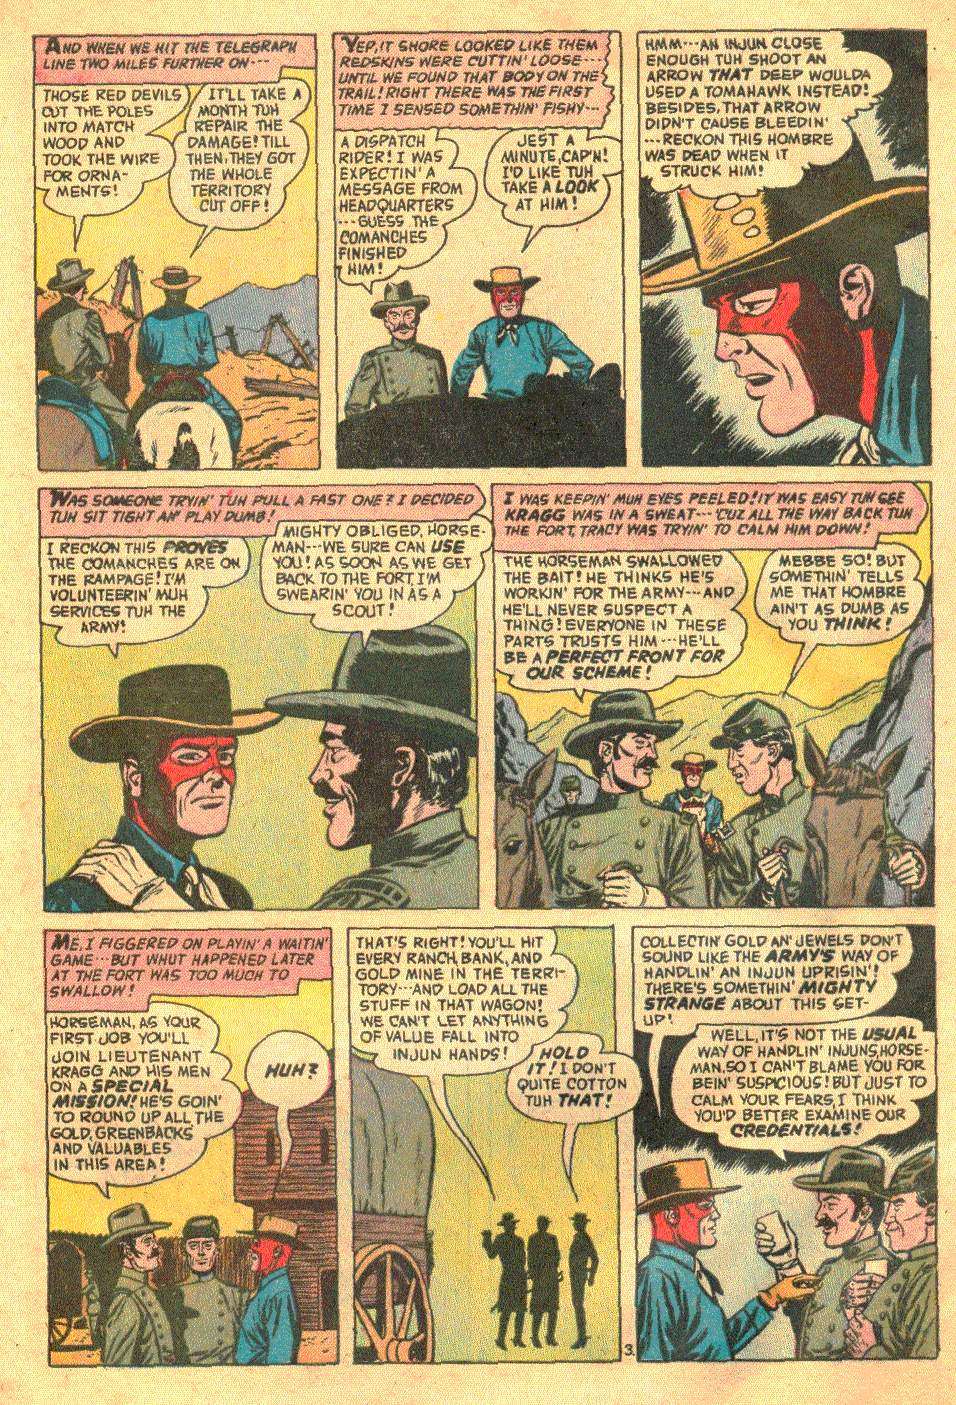 AND WHEN WE HIT THE TELEGRAPH
LINE TWO MILES FURTHER ON---
THOSE RED DEVILS
CUT THE POLES
INTO MATCH
WOOD AND
TOOK THE WIRE
FOR ORNA-
MENTS!
IT'LL TAKE A
MONTH TUH
REPAIR THE
DAMAGE! TILL
THEN, THEY GOT
THE WHOLE
TERRITORY
CUT OFF!
YEP, IT SHORE LOOKED LIKE THEM
REDSKINS WERE CUTTIN' LOOSE---
UNTIL WE FOUND THAT BODY ON THE
TRAIL! RIGHT THERE WAS THE FIRST
TIME I SENSED SOMETHIN' FISHY---
A DISPATCH
RIDER! I WAS
EXPECTIN' A
MESSAGE FROM
HEADQUARTERS
---GUESS THE
COMANCHES
FINISHED
HIM!
JEST A
MINUTE, CAP'N!
I'D LIKE TUH
TAKE A LOOK
AT HIM!
HMM---AN INJUN CLOSE
ENOUGH TUH SHOOT AN
ARROW THAT DEEP WOULDA
USED A TOMAHAWK INSTEAD!
BESIDES, THAT ARROW
DIDN'T CAUSE BLEEDIN'
---RECKON THIS HOMBRE
WAS DEAD WHEN IT
STRUCK HIM!
WAS SOMEONE TRYIN' TUH PULL A FAST ONE? I DECIDED
TUH SIT TIGHT AN' PLAY DUMB!
I RECKON THIS PROVES
THE COMANCHES ARE ON
THE RAMPAGE! I'M
VOLUNTEERIN' MUH
SERVICES TUH THE
ARMY!
MIGHTY OBLIGED, HORSE-
MAN---WE SURE CAN USE
YOU! AS SOON AS WE GET
BACK TO THE FORT, I'M
SWEARIN' YOU IN AS A
SCOUT!
I WAS KEEPIN' MUH EYES PEELED! IT WAS EASY TUH SEE
KRAGG WAS IN A SWEAT---'CUZ ALL THE WAY BACK TUH
THE FORT, TRACY WAS TRYIN' TO CALM HIM DOWN!
THE HORSEMAN SWALLOWED
THE BAIT! HE THINKS HE'S
WORKIN' FOR THE ARMY---AND
HE'LL NEVER SUSPECT A
THING! EVERYONE IN THESE
PARTS TRUSTS HIM---HE'LL
BE A PERFECT FRONT FOR
OUR SCHEME!
MEBBE SO! BUT
SOMETHIN' TELLS
ME THAT HOMBRE
AIN'T AS DUMB AS
YOU THINK!
ME, I FIGGERED ON PLAYIN' A WAITIN'
GAME---BUT WHUT HAPPENED LATER
AT THE FORT WAS TOO MUCH TO
SWALLOW!
HORSEMAN, AS YOUR
FIRST JOB YOU'LL
JOIN LIEUTENANT
KRAGG AND HIS MEN
ON A SPECIAL
MISSION! HE'S GOIN'
TO ROUND UP ALL THE
GOLD, GREENBACKS
AND VALUABLES
IN THIS AREA!
HUH?
THAT'S RIGHT! YOU'LL HIT
EVERY RANCH, BANK, AND
GOLD MINE IN THE TERRI-
TORY---AND LOAD ALL THE
STUFF IN THAT WAGON!
WE CAN'T LET ANYTHING
OF VALUE FALL INTO
INJUN HANDS!
HOLD
IT! I DON'T
QUITE COTTON
TUH THAT!
3
COLLECTIN' GOLD AN' JEWELS DON'T
SOUND LIKE THE ARMY'S WAY OF
HANDLIN' AN INJUN UPRISIN'!
THERE'S SOMETHIN' MIGHTY
STRANGE ABOUT THIS SET-
UP!
WELL, IT'S NOT THE USUAL
WAY OF HANDLIN' INJUNS, HORSE-
MAN, SO I CAN'T BLAME YOU FOR
BEIN' SUSPICIOUS! BUT JUST TO
CALM YOUR FEARS, I THINK
YOU'D BETTER EXAMINE OUR
CREDENTIALS!